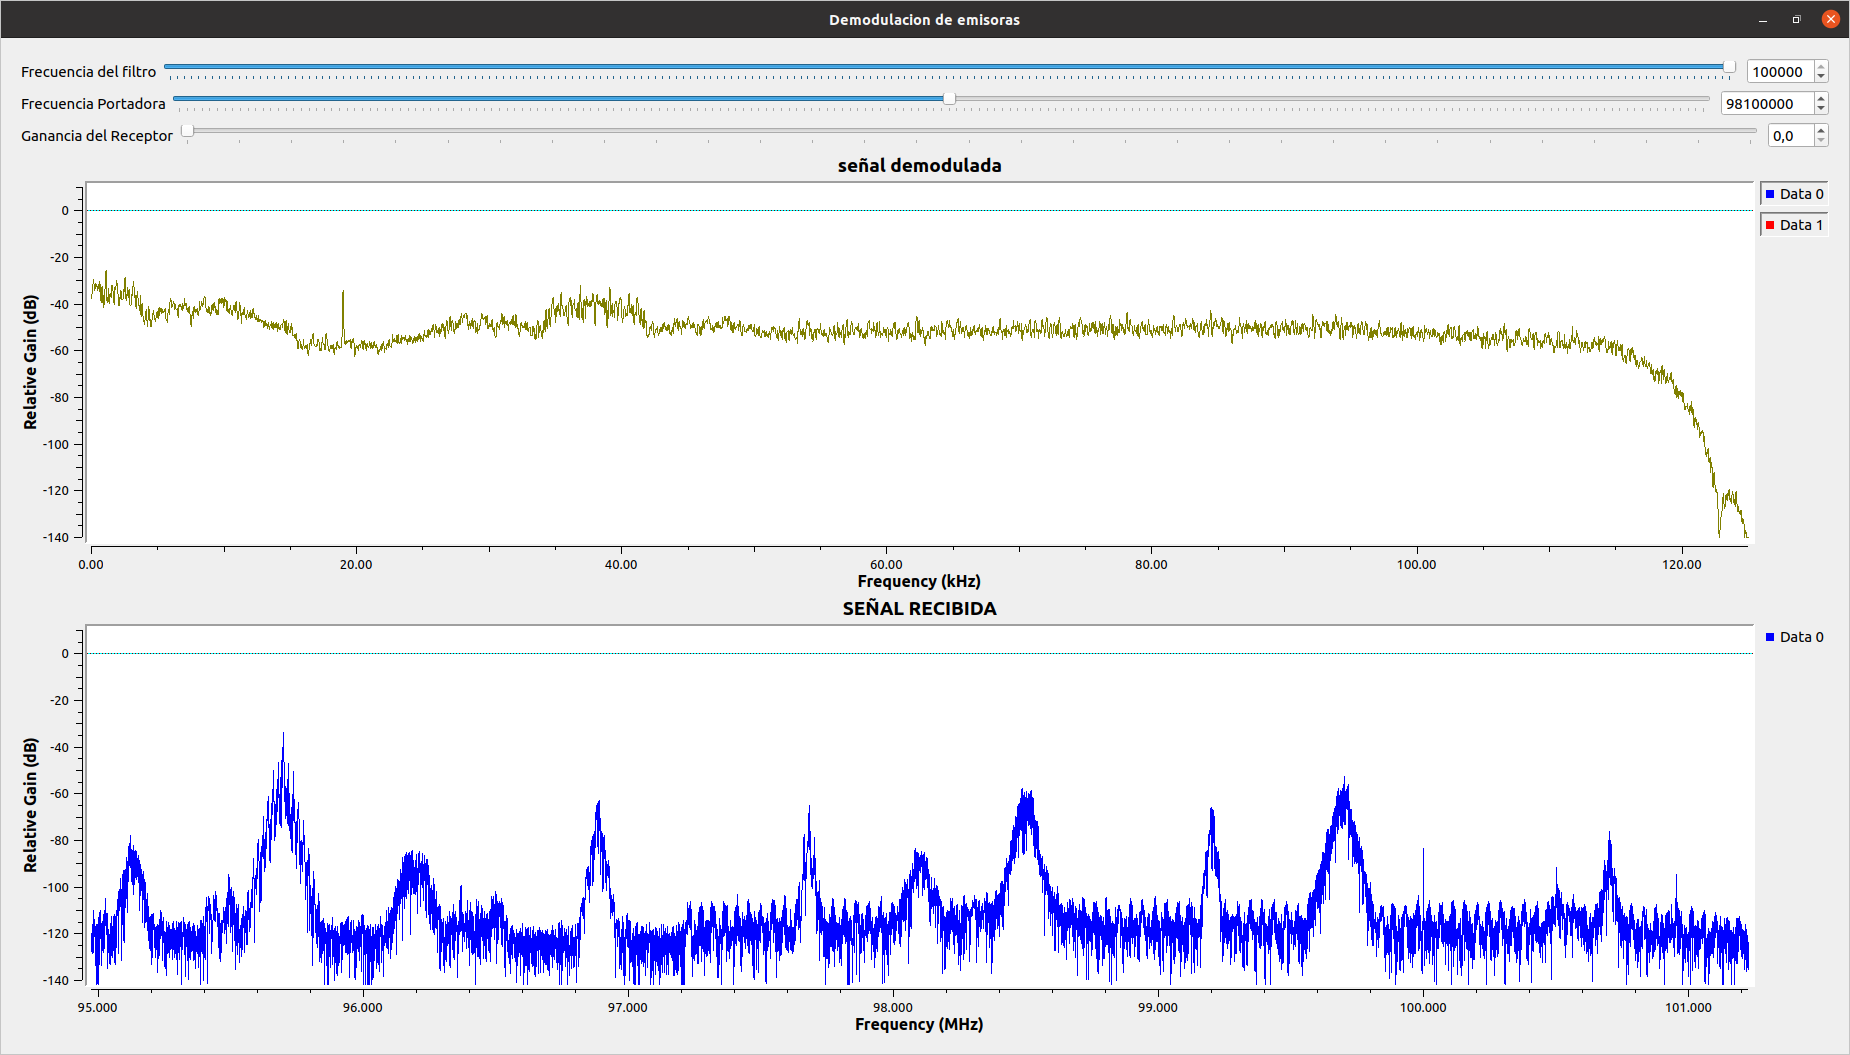 Demodulacion de emisoras
Frecuencia del filtro 100000
Frecuencia Portadora 98100000
Ganancia del Receptor 0,0
señal demodulada
Relative Gain (dB)
0
-20
-40
-60
-80
-100
-120
-140
0.00 20.00 40.00 60.00 80.00 100.00 120.00
Frequency (kHz)
Data 0
Data 1
SEÑAL RECIBIDA
Relative Gain (dB)
0
-20
-40
-60
-80
-100
-120
-140
95.000 96.000 97.000 98.000 99.000 100.000 101.000
Frequency (MHz)
Data 0